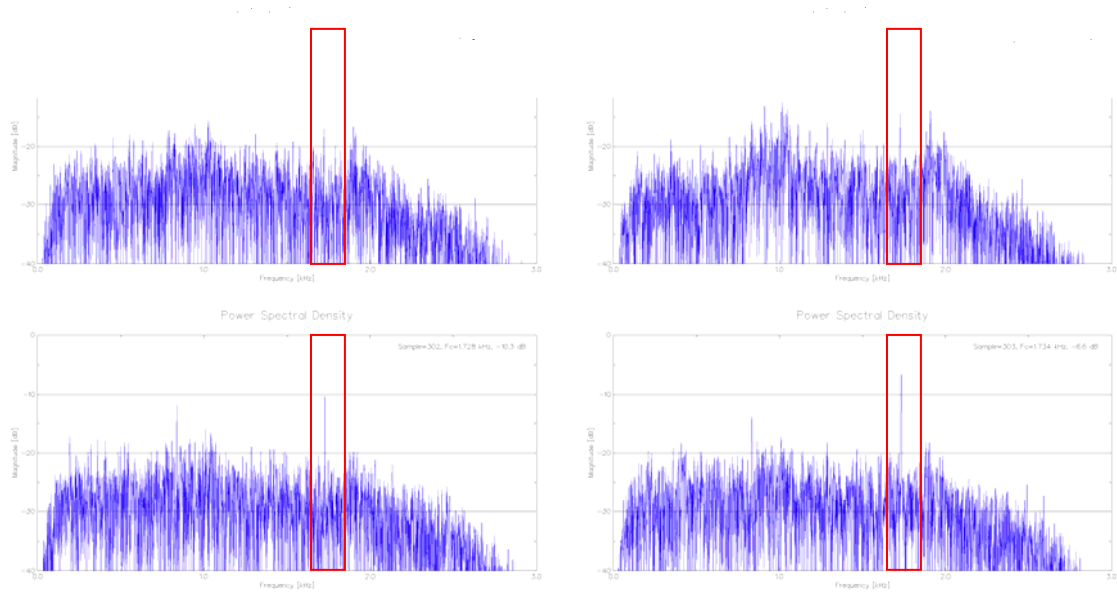 Magnitude [dB]
-20
-30
-40
0.0 1.0 2.0 3.0
Frequency [kHz]
Magnitude [dB]
-20
-30
-40
0.0 1.0 2.0 3.0
Frequency [kHz]
Power Spectral Density
Sample=302, Fc=1.728 kHz, -10.3 dB
Magnitude [dB]
0
-10
-20
-30
-40
0.0 1.0 2.0 3.0
Frequency [kHz]
Power Spectral Density
Sample=303, Fc=1.734 kHz, -6.6 dB
Magnitude [dB]
0
-10
-20
-30
-40
0.0 1.0 2.0 3.0
Frequency [kHz]